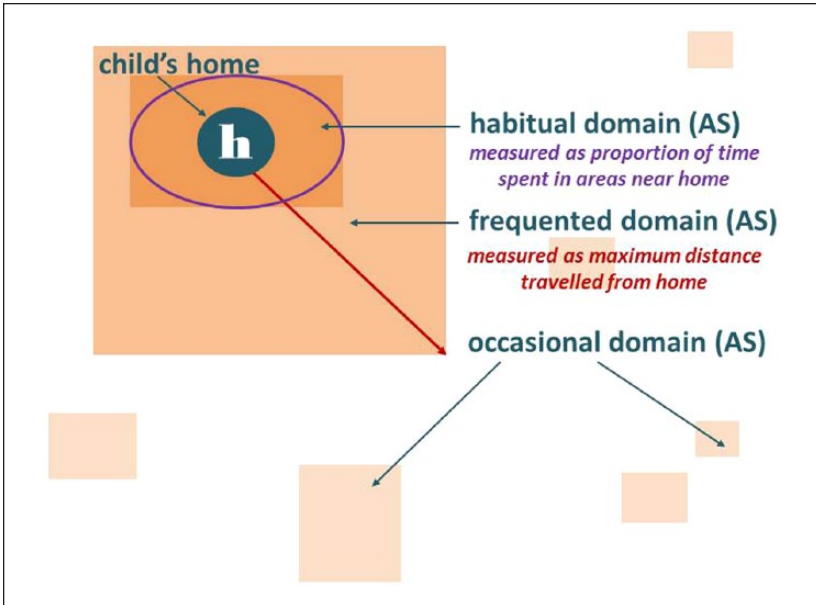 child's home
h
habitual domain (AS)
measured as proportion of time
spent in areas near home
frequented domain (AS)
measured as maximum distance
travelled from home
occasional domain (AS)